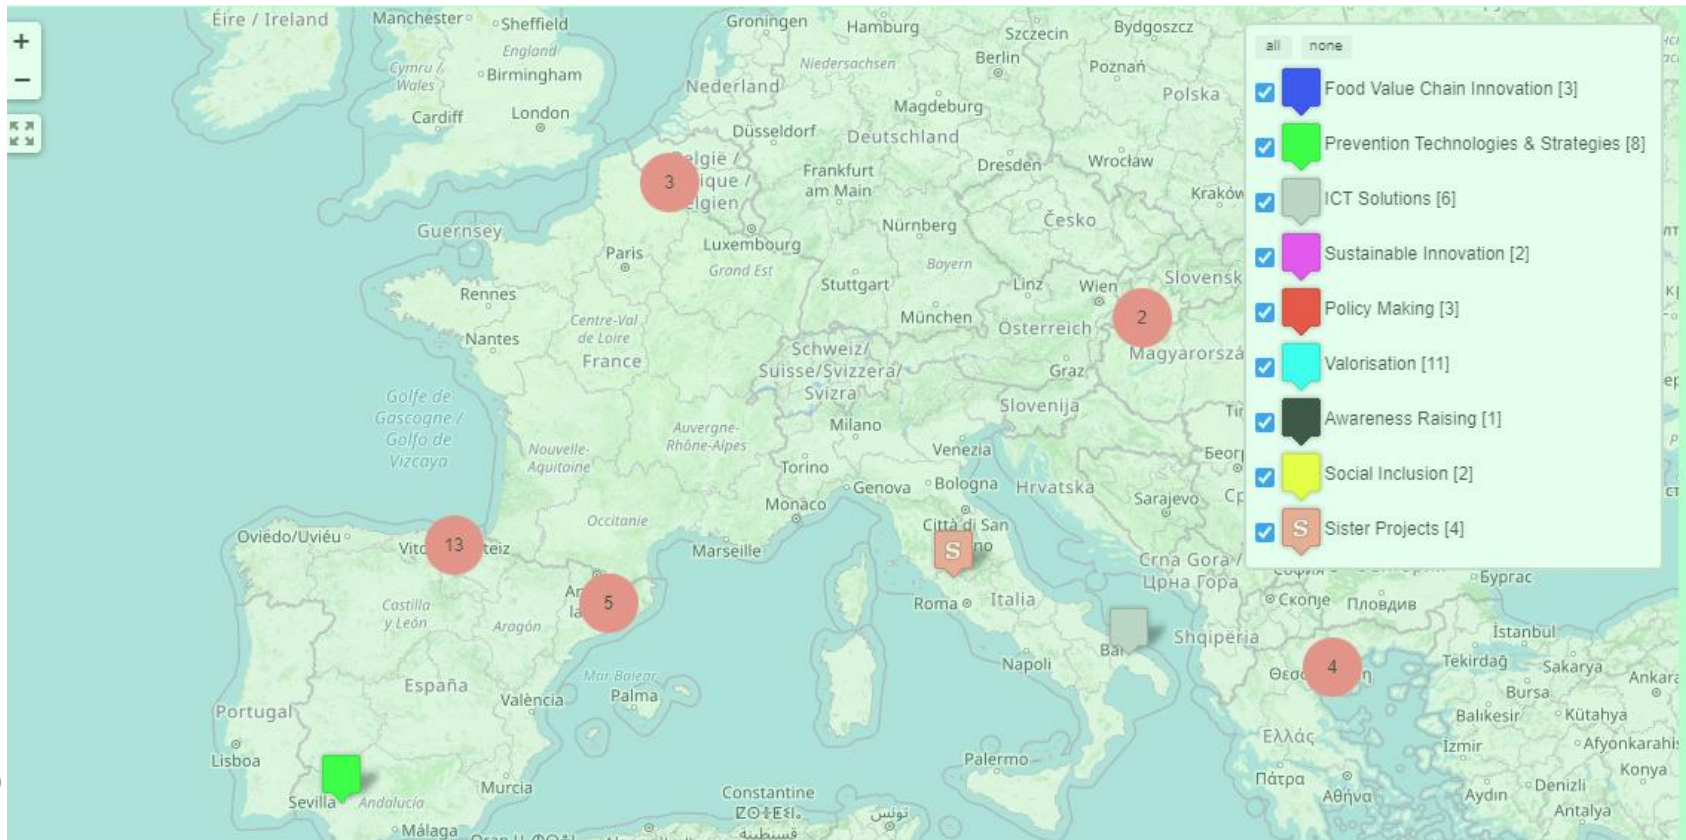 +
−
all none
Food Value Chain Innovation [3]
Prevention Technologies & Strategies [8]
ICT Solutions [6]
Sustainable Innovation [2]
Policy Making [3]
Valorisation [11]
Awareness Raising [1]
Social Inclusion [2]
S Sister Projects [4]
Éire / Ireland
Manchester
Sheffield
England
Cymru /
Wales
Birmingham
Cardiff
London
Groningen
Hamburg
Szczecin
Bydgoszcz
Berlin
Poznań
Niedersachsen
Nederland
Polska
Magdeburg
Düsseldorf
Deutschland
Dresden
Wrocław
Frankfurt
am Main
Kraków
3
Luxembourg
Nürnberg
Česko
Guernsey
Paris
Grand Est
Bayern
Stuttgart
Linz
Wien
2
München
Österreich
Rennes
Nantes
Centre-Val
de Loire
France
Schweiz/
Suisse/Svizzera/
Svizra
Graz
Slovenija
Golfe de
Gascogne /
Golfo de
Vizcaya
Nouvelle-
Aquitaine
Auvergne-
Rhône-Alpes
Milano
Torino
Venezia
Genova
Bologna
Hrvatska
Sarajevo
Monaco
Occitanie
Marseille
Città di San
S
Oviedo/Uviéu
13
5
Castilla
y León
Aragón
España
València
Mar Balear
Palma
Portugal
Lisboa
Sevilla
Andalucía
Murcia
Málaga
Roma
Italia
Napoli
Palermo
Constantine
ⵇⵙⵏⵟⵉⵏⴰ
قسنطينة
تونس
Crna Gora /
Црна Гора
Shqipëria
Скопје
Пловдив
Бургас
4
Ελλάς
Πάτρα
Αθήνα
İstanbul
Tekirdağ
Sakarya
Bursa
Balıkesir
Kütahya
İzmir
Denizli
Konya
Aydın
Antalya